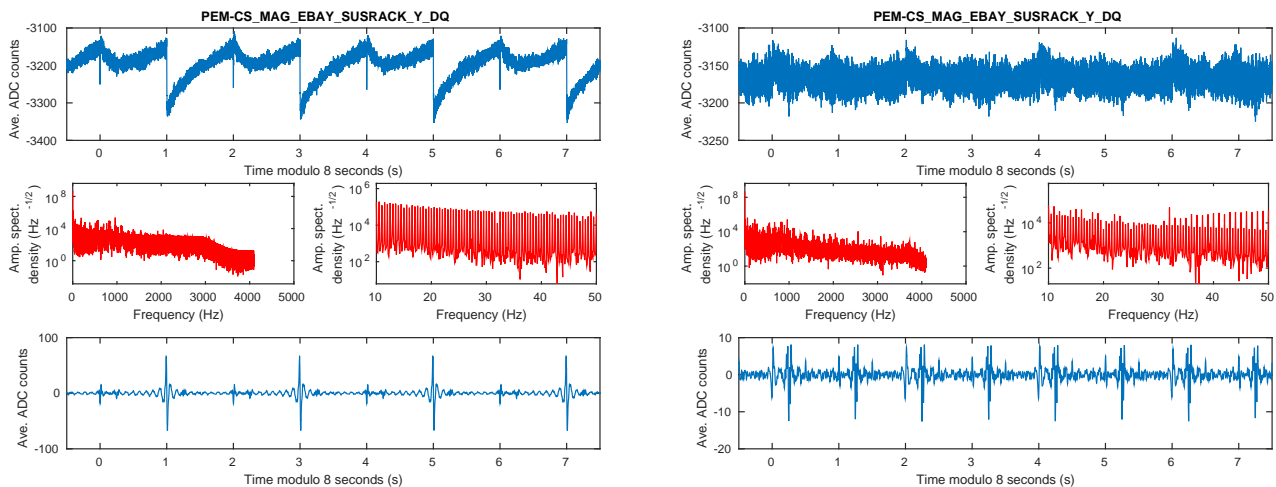 PEM-CS_MAG_EBAY_SUSRACK_Y_DQ
Ave. ADC counts
-3100
-3200
-3300
-3400
0 1 2 3 4 5 6 7
Time modulo 8 seconds (s)
Amp. spect.
density (Hz -1/2 )
10^8
10^4
10^0
0 1000 2000 3000 4000 5000
Frequency (Hz)
Amp. spect.
density (Hz -1/2 )
10^6
10^4
10^2
10 20 30 40 50
Frequency (Hz)
Ave. ADC counts
100
0
-100
0 1 2 3 4 5 6 7
Time modulo 8 seconds (s)
PEM-CS_MAG_EBAY_SUSRACK_Y_DQ
Ave. ADC counts
-3100
-3150
-3200
-3250
0 1 2 3 4 5 6 7
Time modulo 8 seconds (s)
Amp. spect.
density (Hz -1/2 )
10^8
10^4
10^0
0 1000 2000 3000 4000 5000
Frequency (Hz)
Amp. spect.
density (Hz -1/2 )
10^4
10^2
10 20 30 40 50
Frequency (Hz)
Ave. ADC counts
10
0
-10
-20
0 1 2 3 4 5 6 7
Time modulo 8 seconds (s)